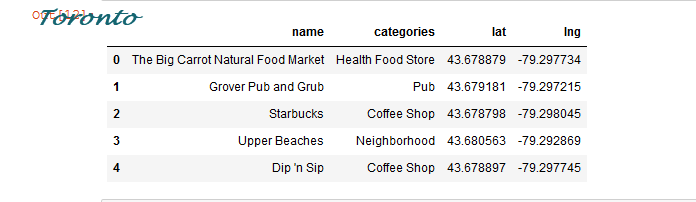 Out[12]:
Toronto
name categories lat lng
0 The Big Carrot Natural Food Market Health Food Store 43.678879 -79.297734
1 Grover Pub and Grub Pub 43.679181 -79.297215
2 Starbucks Coffee Shop 43.678798 -79.298045
3 Upper Beaches Neighborhood 43.680563 -79.292869
4 Dip 'n Sip Coffee Shop 43.678897 -79.297745